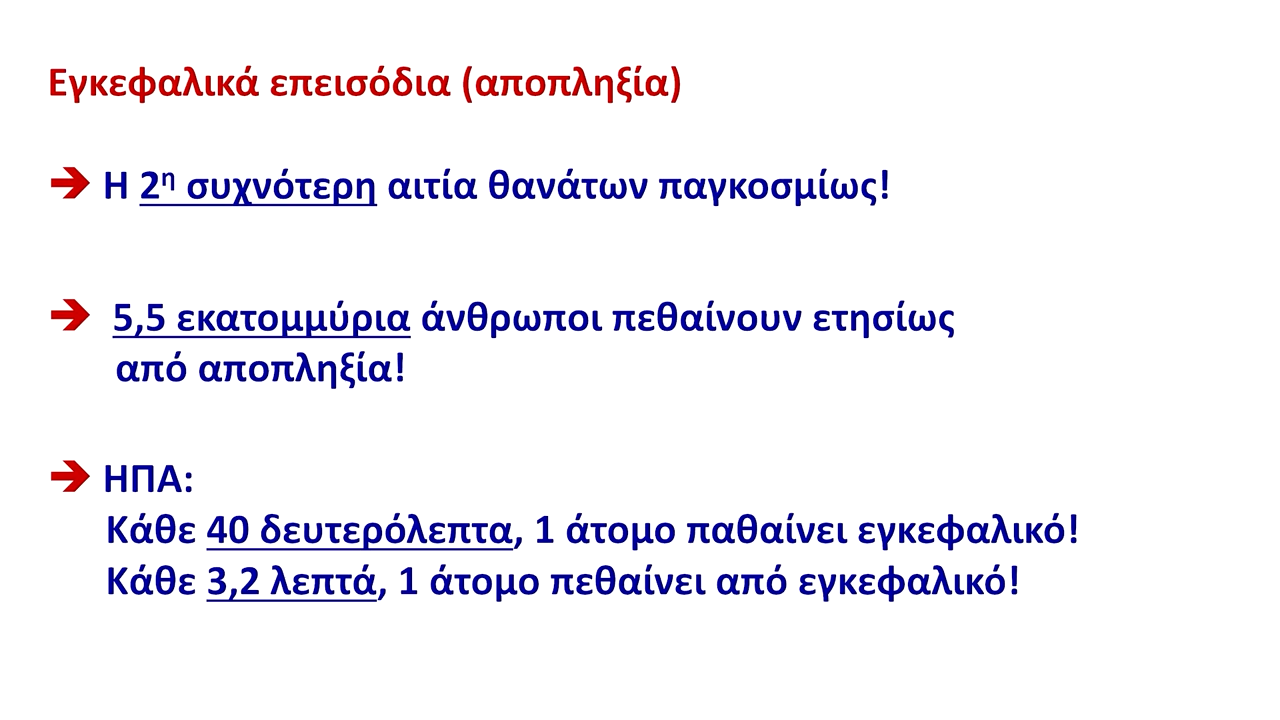 Εγκεφαλικά επεισόδια (αποπληξία)
➔ Η 2η συχνότερη αιτία θανάτων παγκοσμίως!
➔ 5,5 εκατομμύρια άνθρωποι πεθαίνουν ετησίως
από αποπληξία!
➔ ΗΠΑ:
Κάθε 40 δευτερόλεπτα, 1 άτομο παθαίνει εγκεφαλικό!
Κάθε 3,2 λεπτά, 1 άτομο πεθαίνει από εγκεφαλικό!